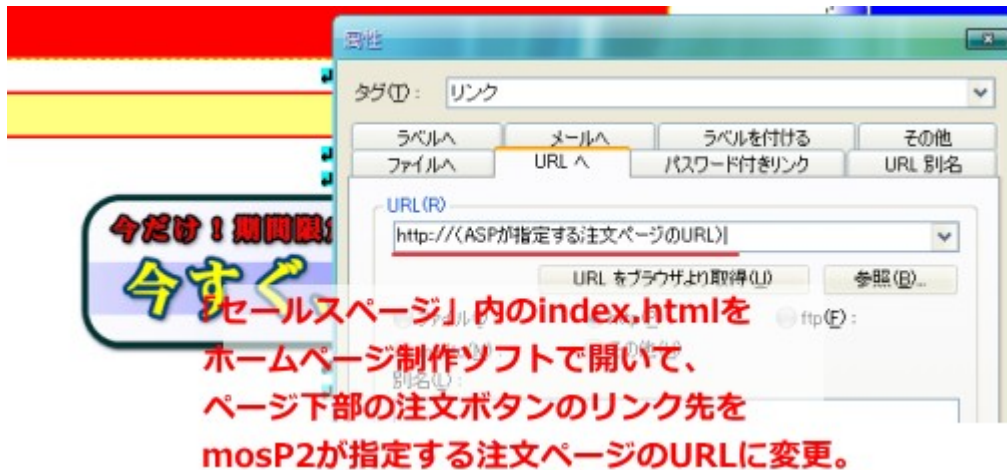 属性
タグ(T): リンク
ラベルへ メールへ ラベルを付ける その他
ファイルへ URL へ パスワード付きリンク URL 別名
URL(R)
http://(ASPが指定する注文ページのURL)
URL をブラウザより取得(U) 参照(B)...
ftp(F):
別名(L):
今だけ!期間限
今すぐ、
「セールスページ」内のindex.htmlを
ホームページ制作ソフトで開いて、
ページ下部の注文ボタンのリンク先を
mosP2が指定する注文ページのURLに変更。